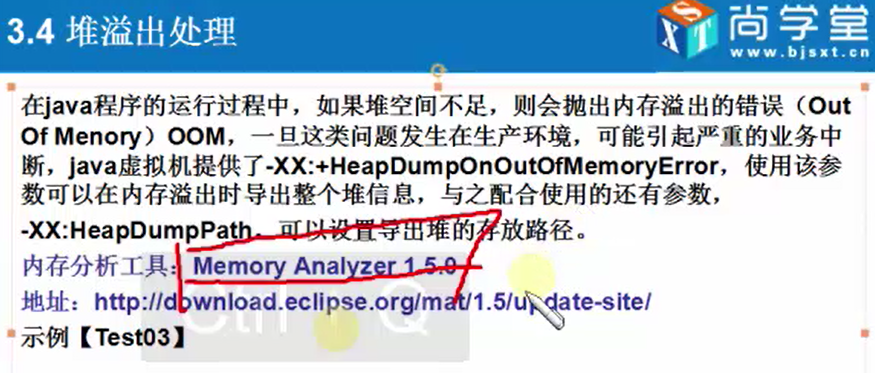 3.4 堆溢出处理
尚学堂
SXT
www.bjsxt.cn
在java程序的运行过程中，如果堆空间不足，则会抛出内存溢出的错误（Out
Of Menory）OOM，一旦这类问题发生在生产环境，可能引起严重的业务中
断，java虚拟机提供了-XX:+HeapDumpOnOutOfMemoryError，使用该参
数可以在内存溢出时导出整个堆信息，与之配合使用的还有参数，
-XX:HeapDumpPath，可以设置导出堆的存放路径。
内存分析工具：Memory Analyzer 1.5.0
地址：http://download.eclipse.org/mat/1.5/update-site/
Ctrl + Q
示例【Test03】